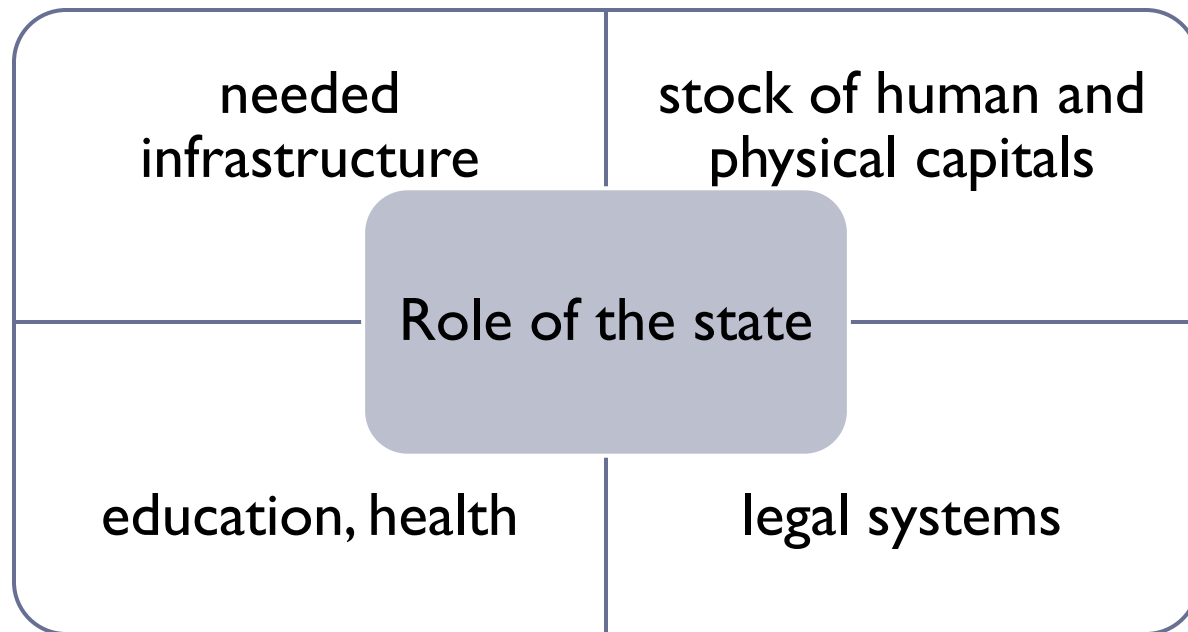 needed
infrastructure
stock of human and
physical capitals
Role of the state
education, health
legal systems